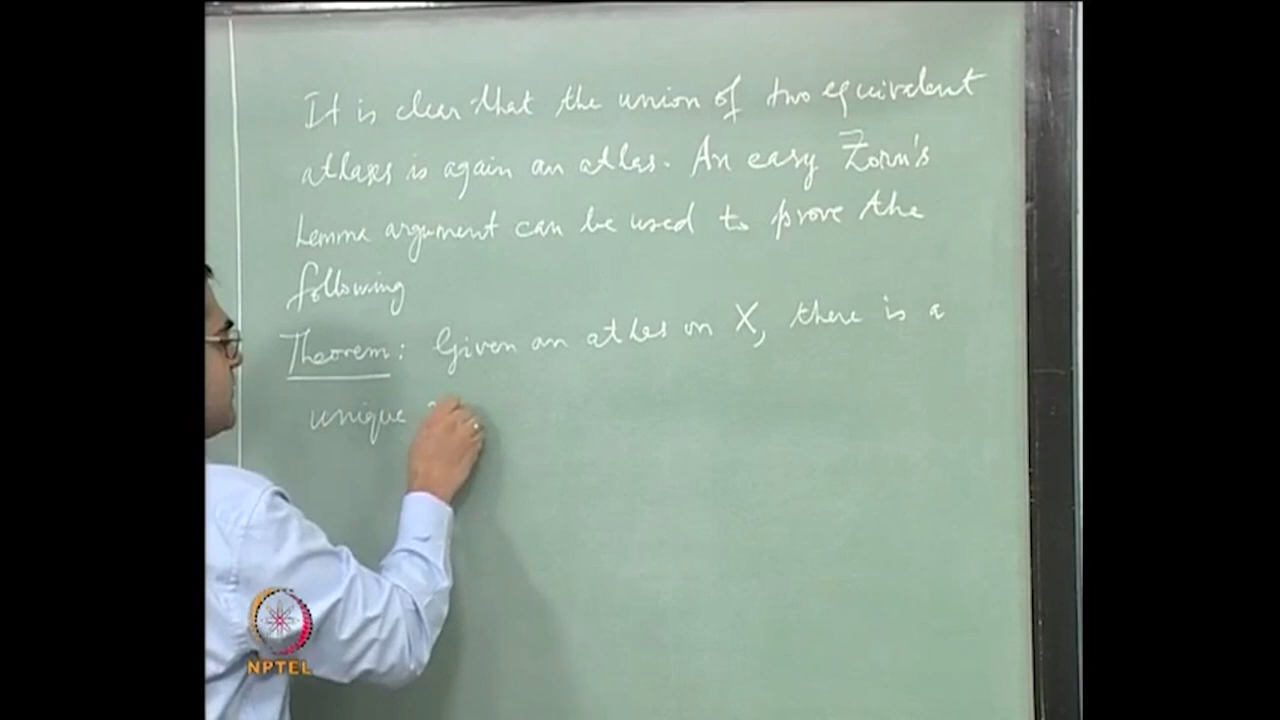 It is clear that the union of two equivalent
atlases is again an atlas. An easy Zorn's
Lemma argument can be used to prove the
following
Theorem: Given an atlas on X, there is a
unique
NPTEL